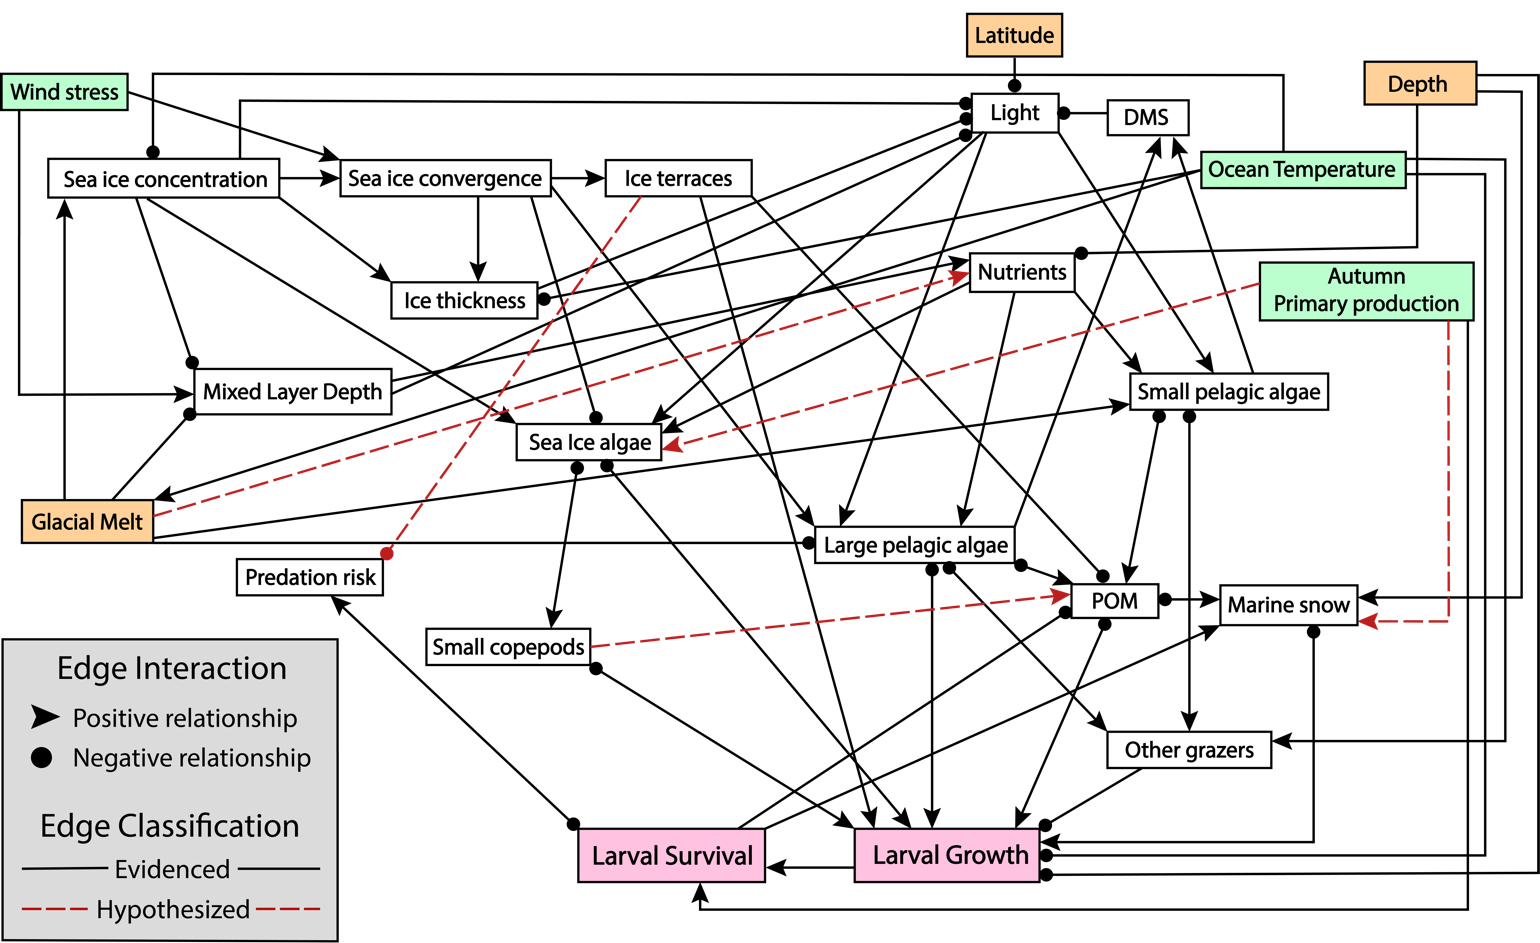 Latitude
Wind stress
Depth
Light
DMS
Sea ice concentration
Sea ice convergence
Ice terraces
Ocean Temperature
Nutrients
Autumn
Primary production
Ice thickness
Mixed Layer Depth
Small pelagic algae
Sea Ice algae
Glacial Melt
Large pelagic algae
Predation risk
POM
Marine snow
Small copepods
Other grazers
Larval Survival
Larval Growth
Edge Interaction
Positive relationship
Negative relationship
Edge Classification
Evidenced
Hypothesized